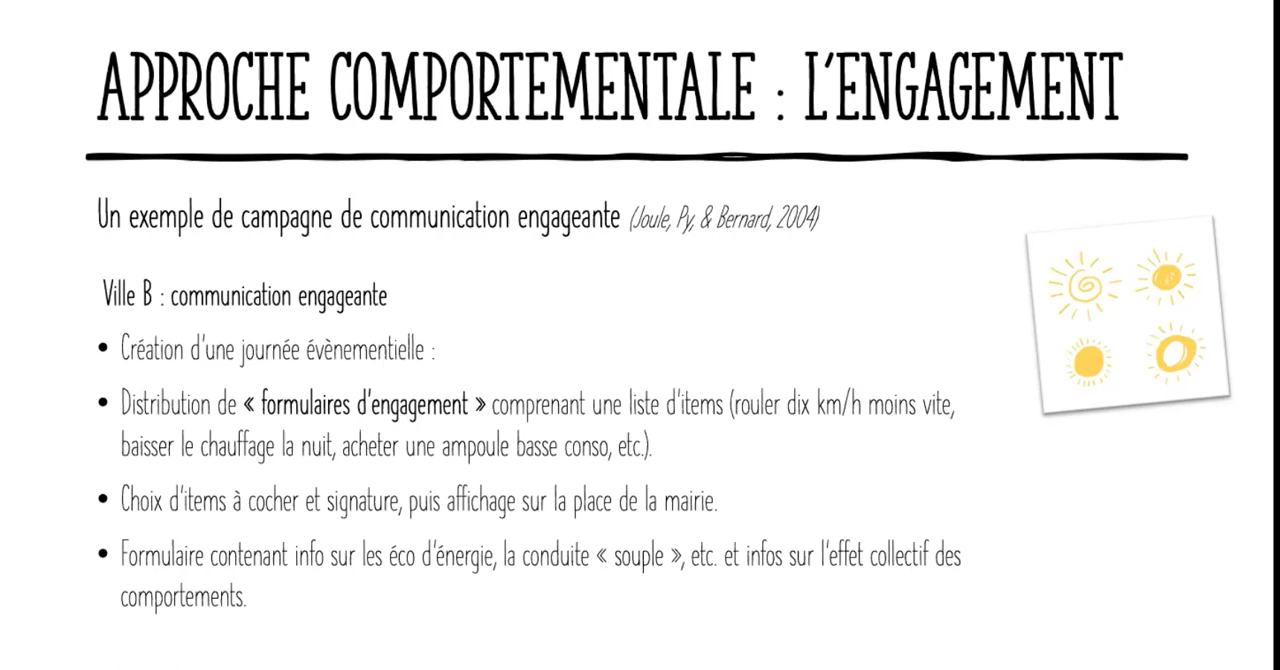 APPROCHE COMPORTEMENTALE : L'ENGAGEMENT
Un exemple de campagne de communication engageante (Joule, Py, & Bernard, 2004)
Ville B : communication engageante
• Création d'une journée évènementielle :
• Distribution de « formulaires d'engagement » comprenant une liste d'items (rouler dix km/h moins vite,
baisser le chauffage la nuit, acheter une ampoule basse conso, etc.).
• Choix d'items à cocher et signature, puis affichage sur la place de la mairie.
• Formulaire contenant info sur les éco d'énergie, la conduite « souple », etc. et infos sur l'effet collectif des
comportements.